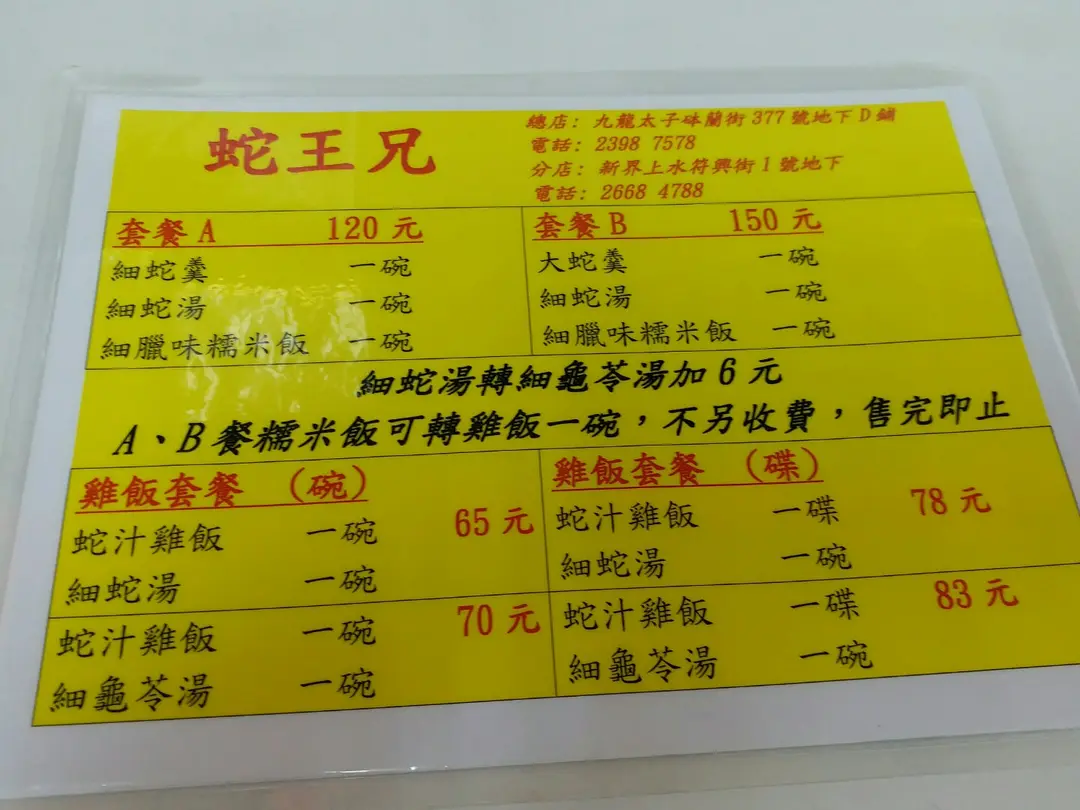 蛇王兄
總店: 九龍太子砵蘭街377號地下D鋪
電話: 2398 7578
分店: 新界上水符興街1號地下
電話: 2668 4788
套餐A 120元
細蛇羹 一碗
細蛇湯 一碗
細臘味糯米飯 一碗
套餐B 150元
大蛇羹 一碗
細蛇湯 一碗
細臘味糯米飯 一碗
細蛇湯轉細龜苓湯加6元
A、B餐糯米飯可轉雞飯一碗,不另收費,售完即止
雞飯套餐 (碗)
蛇汁雞飯 一碗 65元
細蛇湯 一碗
蛇汁雞飯 一碗 70元
細龜苓湯 一碗
雞飯套餐 (碟)
蛇汁雞飯 一碟 78元
細蛇湯 一碗
蛇汁雞飯 一碟 83元
細龜苓湯 一碗